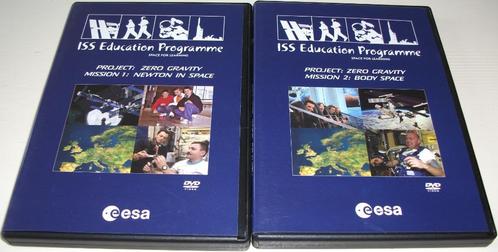 ISS Education Programme
SPACE FOR LEARNING
PROJECT: ZERO GRAVITY
MISSION 1: NEWTON IN SPACE
DVD
VIDEO
esa
ISS Education Programme
SPACE FOR LEARNING
PROJECT: ZERO GRAVITY
MISSION 2: BODY SPACE
DVD
VIDEO
esa